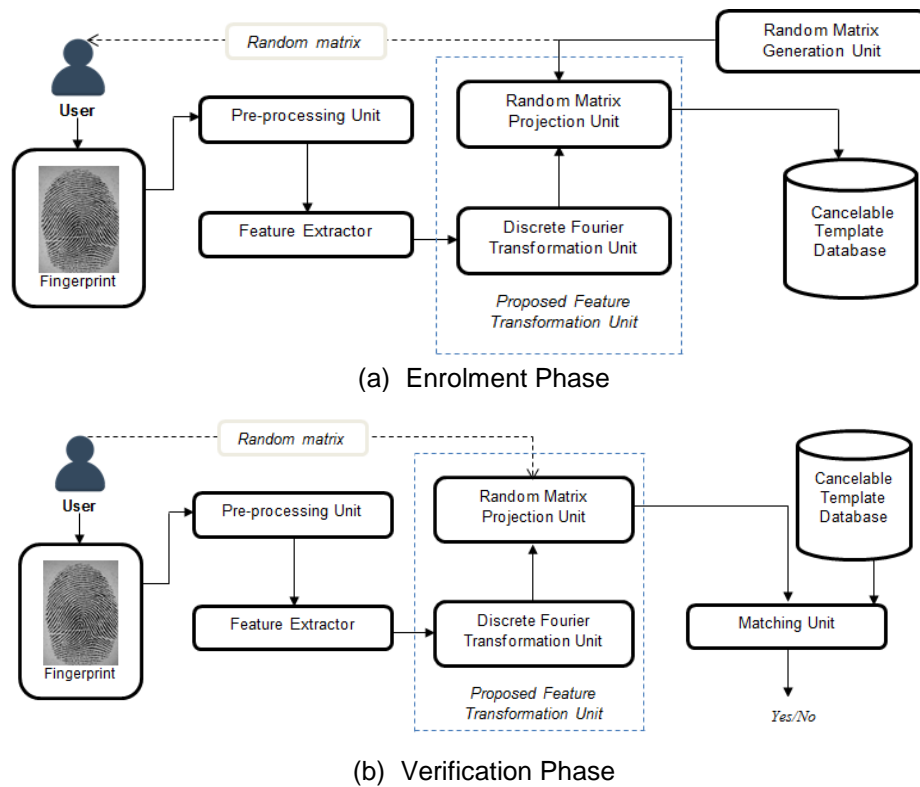 Random matrix
Random Matrix
Generation Unit
User
Pre-processing Unit
Random Matrix
Projection Unit
Fingerprint
Feature Extractor
Discrete Fourier
Transformation Unit
Cancelable
Template
Database
Proposed Feature
Transformation Unit
(a) Enrolment Phase
Random matrix
User
Pre-processing Unit
Random Matrix
Projection Unit
Cancelable
Template
Database
Fingerprint
Feature Extractor
Discrete Fourier
Transformation Unit
Matching Unit
Proposed Feature
Transformation Unit
Yes/No
(b) Verification Phase